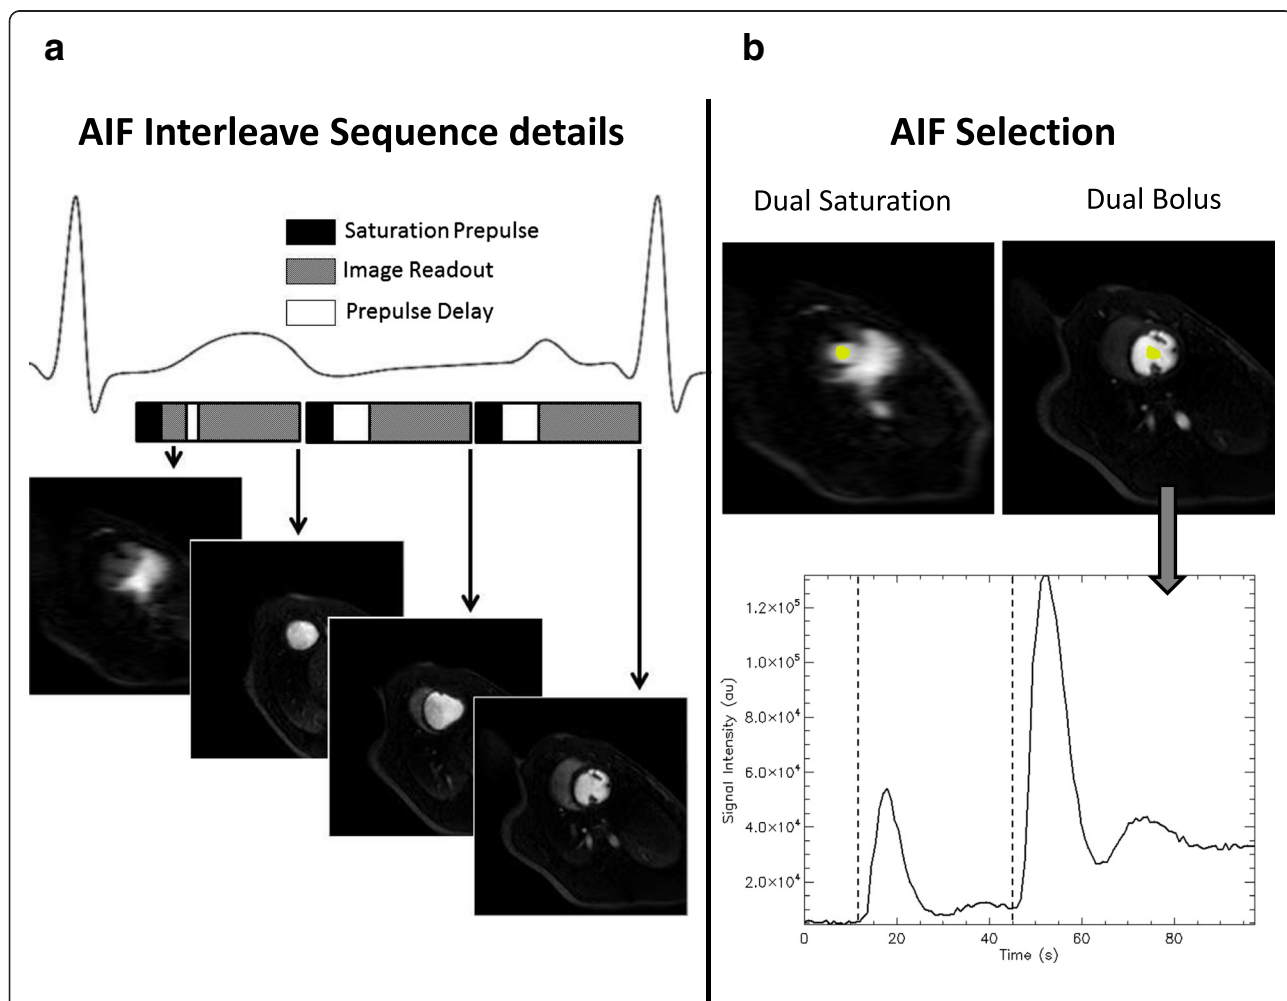 a
AIF Interleave Sequence details
Saturation Prepulse
Image Readout
Prepulse Delay
b
AIF Selection
Dual Saturation
Dual Bolus
Signal Intensity (au)
1.2×10⁵
1.0×10⁵
8.0×10⁴
6.0×10⁴
4.0×10⁴
2.0×10⁴
0 20 40 60 80
Time (s)